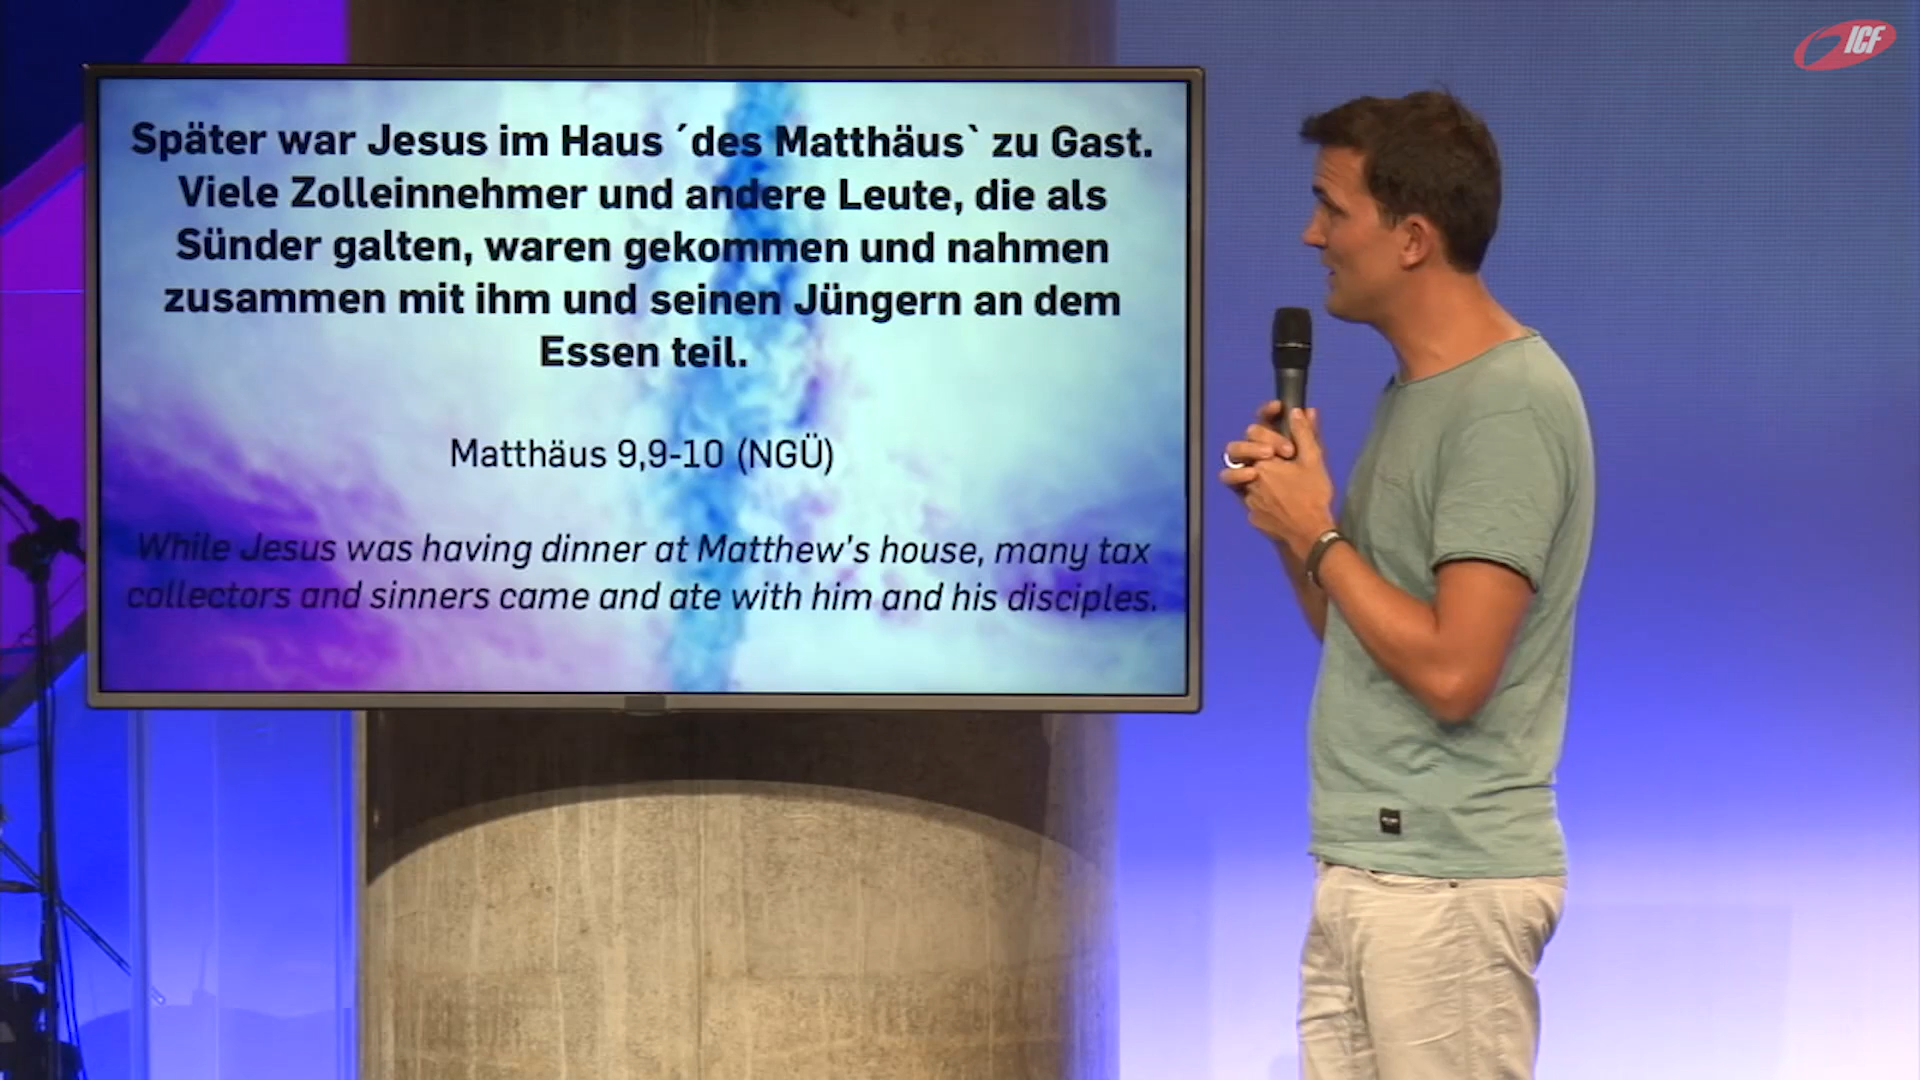 ICF
Später war Jesus im Haus ´des Matthäus` zu Gast.
Viele Zolleinnehmer und andere Leute, die als
Sünder galten, waren gekommen und nahmen
zusammen mit ihm und seinen Jüngern an dem
Essen teil.
Matthäus 9,9-10 (NGÜ)
While Jesus was having dinner at Matthew's house, many tax
collectors and sinners came and ate with him and his disciples.